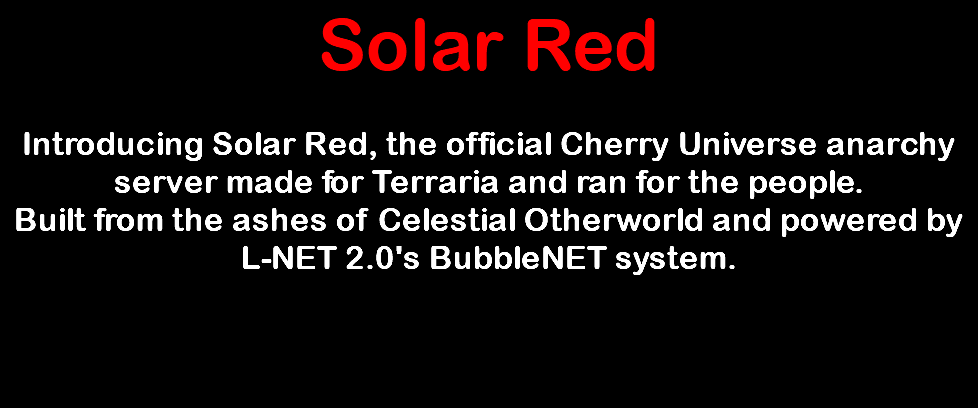 Solar Red
Introducing Solar Red, the official Cherry Universe anarchy
server made for Terraria and ran for the people.
Built from the ashes of Celestial Otherworld and powered by
L-NET 2.0's BubbleNET system.